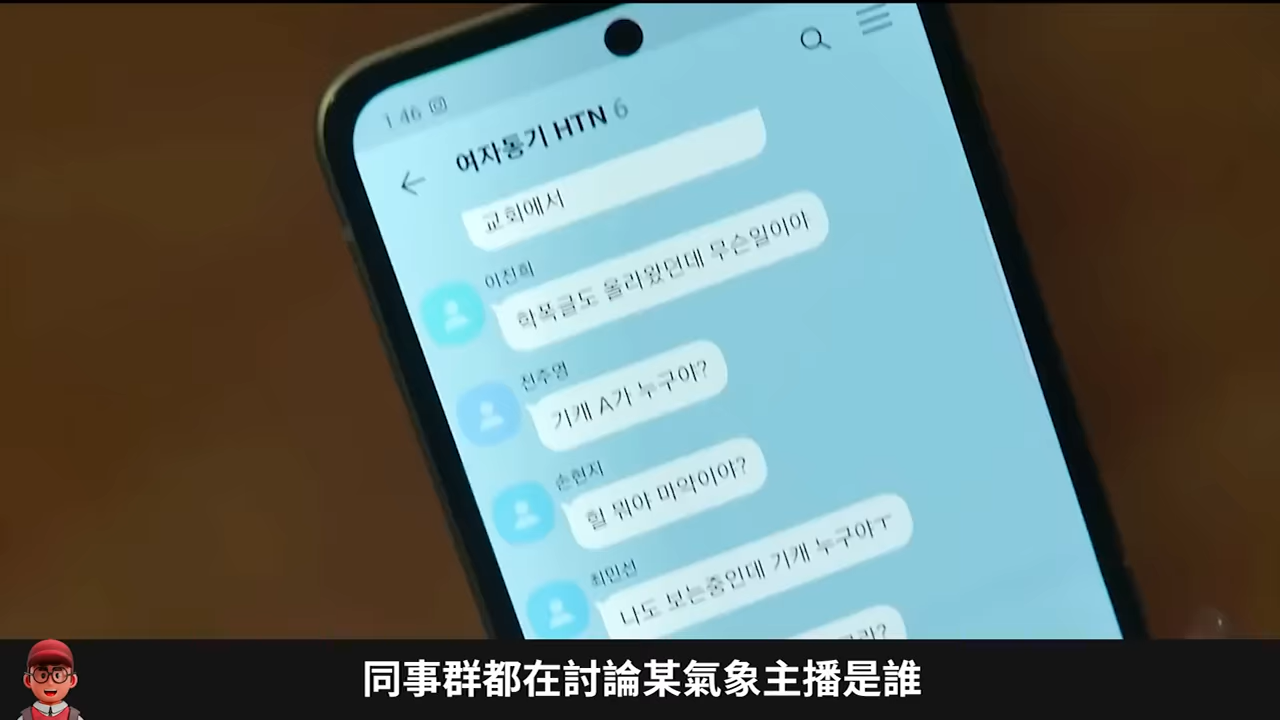 1:46
여자동기 HTN 6
교회에서
이진희
학폭글도 올라왔던데 무슨일이야
진주영
기캐 A가 누구야?
손현지
헐 뭐야 마약이야?
최민선
나도 보는중인데 기캐 누구야ㅜ
同事群都在討論某氣象主播是誰